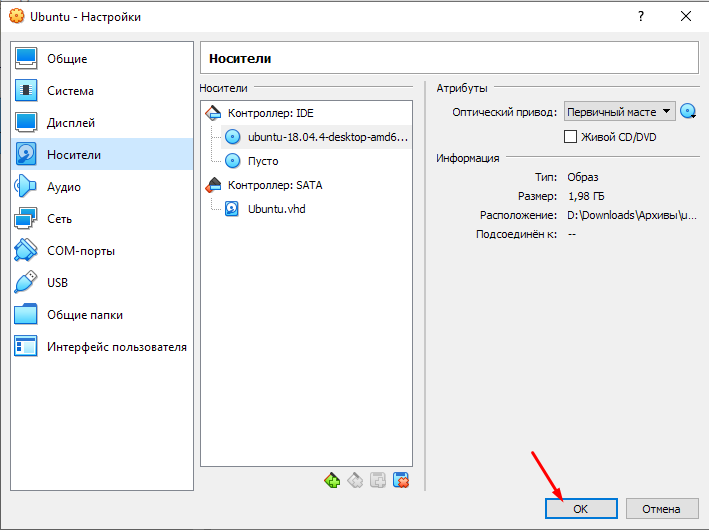 Ubuntu - Настройки
?
Общие
Система
Дисплей
Носители
Аудио
Сеть
COM-порты
USB
Общие папки
Интерфейс пользователя
Носители
Носители
Контроллер: IDE
ubuntu-18.04.4-desktop-amd6...
Пусто
Контроллер: SATA
Ubuntu.vhd
Атрибуты
Оптический привод: Первичный масте
Живой CD/DVD
Информация
Тип: Образ
Размер: 1,98 ГБ
Расположение: D:\Downloads\Архивы\u...
Подсоединён к: --
OK
Отмена